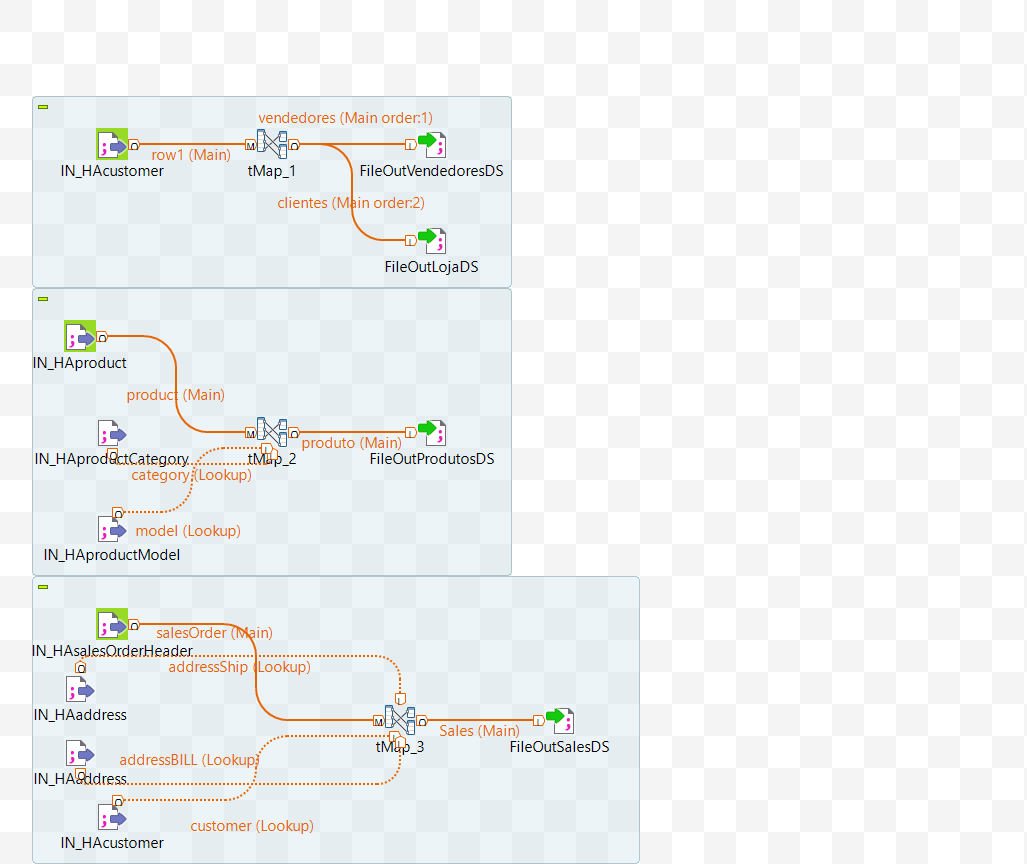 vendedores (Main order:1)
row1 (Main)
IN_HAcustomer
tMap_1
FileOutVendedoresDS
clientes (Main order:2)
FileOutLojaDS
IN_HAproduct
product (Main)
produto (Main)
IN_HAproductCategory
tMap_2
FileOutProdutosDS
category (Lookup)
model (Lookup)
IN_HAproductModel
salesOrder (Main)
IN_HAsalesOrderHeader
addressShip (Lookup)
IN_HAaddress
Sales (Main)
tMap_3
FileOutSalesDS
addressBILL (Lookup)
IN_HAaddress
customer (Lookup)
IN_HAcustomer